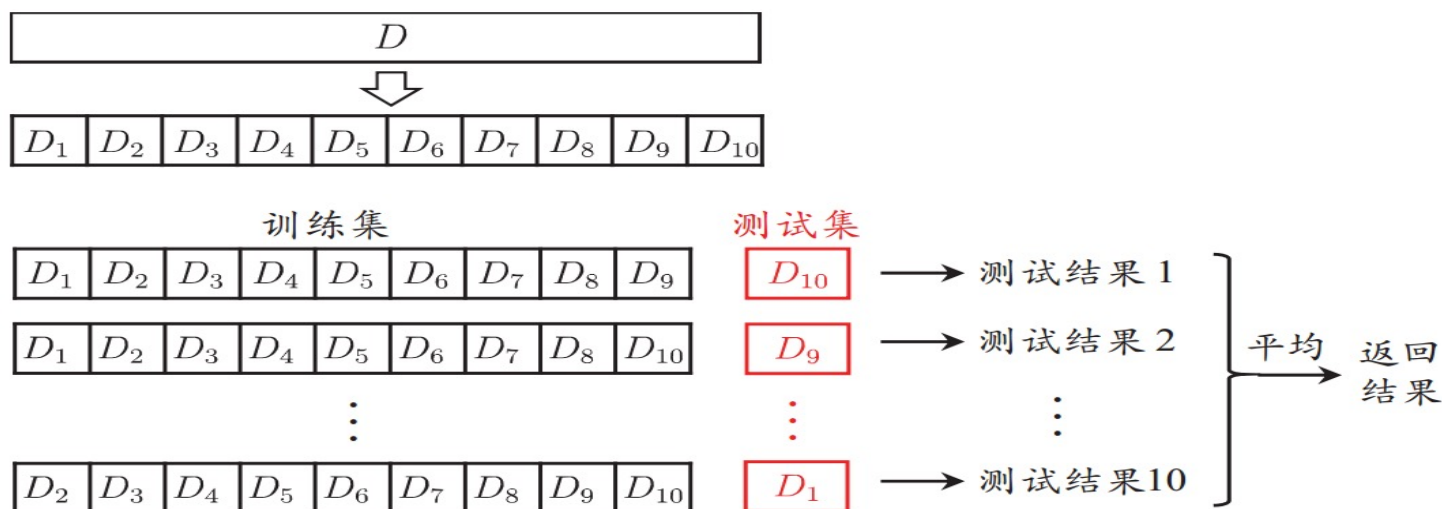 D
D₁ D₂ D₃ D₄ D₅ D₆ D₇ D₈ D₉ D₁₀
训练集 测试集
D₁ D₂ D₃ D₄ D₅ D₆ D₇ D₈ D₉ D₁₀ 测试结果 1
D₁ D₂ D₃ D₄ D₅ D₆ D₇ D₈ D₁₀ D₉ 测试结果 2
平均 返回
结果
D₂ D₃ D₄ D₅ D₆ D₇ D₈ D₉ D₁₀ D₁ 测试结果10